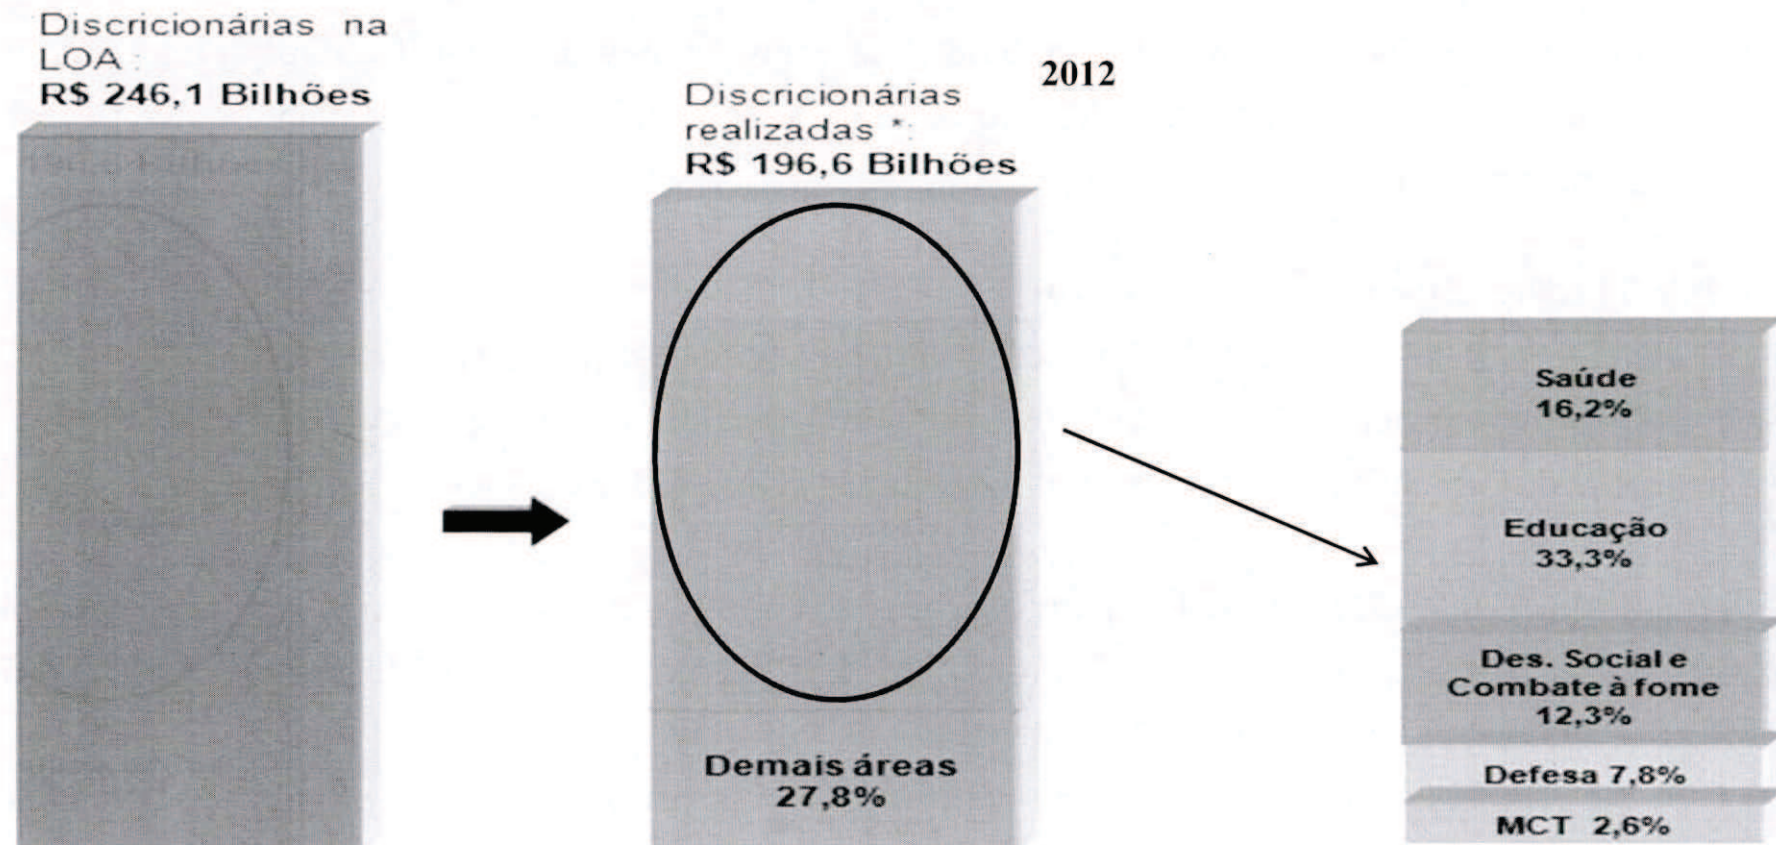 Discricionárias na
LOA :
R$ 246,1 Bilhões
2012
Discricionárias
realizadas *:
R$ 196,6 Bilhões
Demais áreas
27,8%
Saúde
16,2%
Educação
33,3%
Des. Social e
Combate à fome
12,3%
Defesa 7,8%
MCT 2,6%